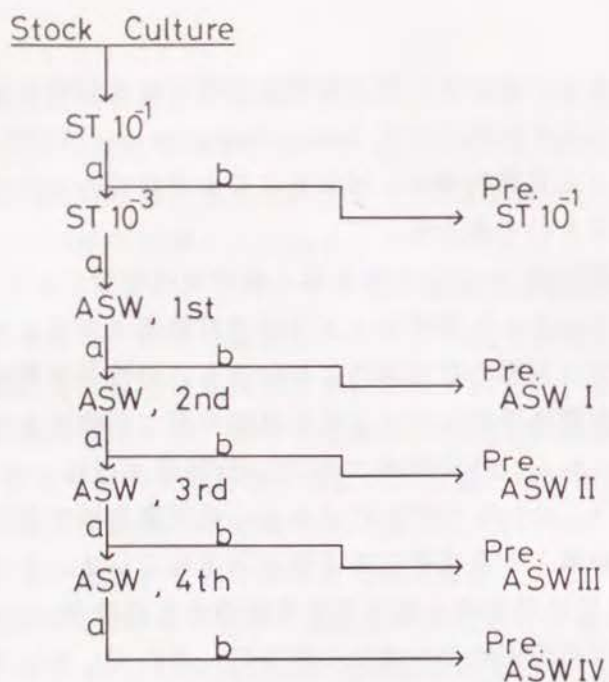 Stock Culture
ST 10⁻¹
a b
Pre.
ST 10⁻¹
ST 10⁻³
a
ASW, 1st
a b
Pre.
ASW I
ASW, 2nd
a b
Pre.
ASW II
ASW, 3rd
a b
Pre.
ASW III
ASW, 4th
a b
Pre.
ASW IV